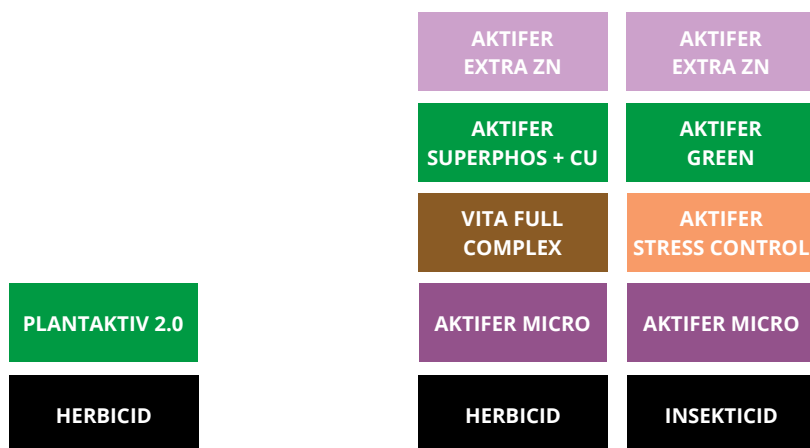 AKTIFER
EXTRA ZN
AKTIFER
EXTRA ZN
AKTIFER
SUPERPHOS + CU
AKTIFER
GREEN
VITA FULL
COMPLEX
AKTIFER
STRESS CONTROL
PLANTAKTIV 2.0
AKTIFER MICRO
AKTIFER MICRO
HERBICID
HERBICID
INSEKTICID